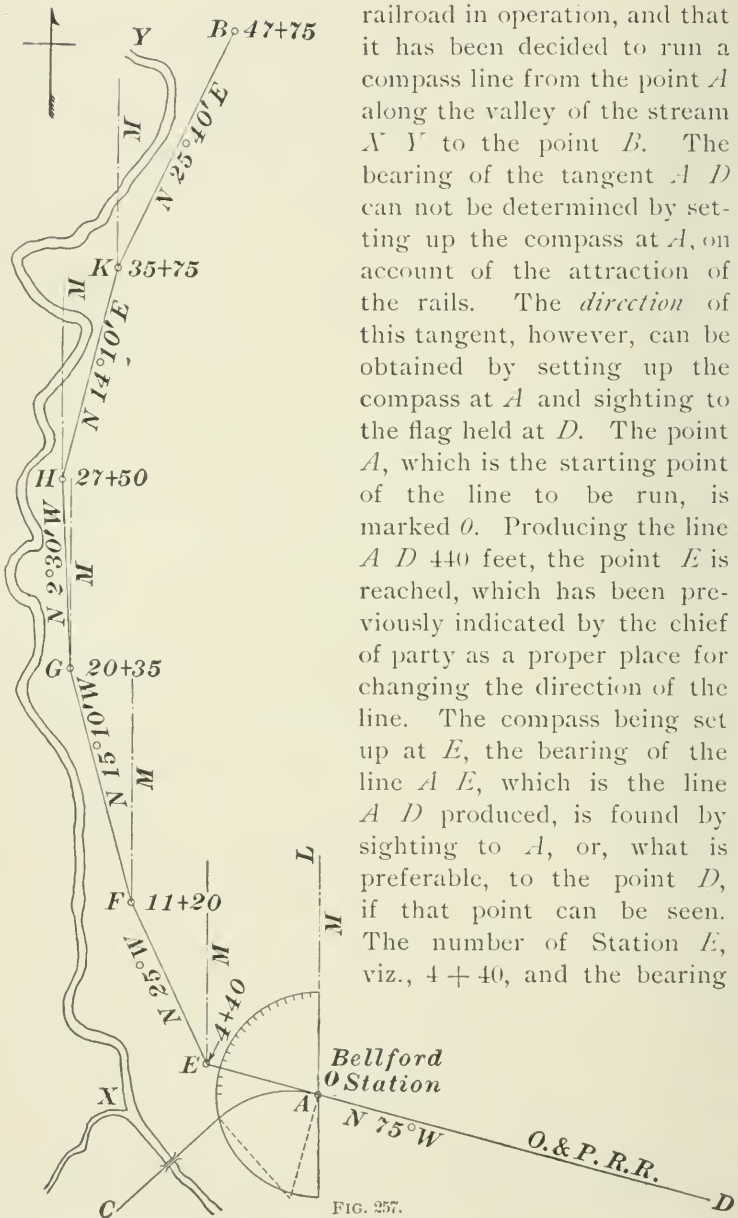 railroad in operation, and that
it has been decided to run a
compass line from the point A
along the valley of the stream
X Y to the point B. The
bearing of the tangent A D
can not be determined by set-
ting up the compass at A, on
account of the attraction of
the rails. The direction of
this tangent, however, can be
obtained by setting up the
compass at A and sighting to
the flag held at D. The point
A, which is the starting point
of the line to be run, is
marked 0. Producing the line
A D 440 feet, the point E is
reached, which has been pre-
viously indicated by the chief
of party as a proper place for
changing the direction of the
line. The compass being set
up at E, the bearing of the
line A E, which is the line
A D produced, is found by
sighting to A, or, what is
preferable, to the point D,
if that point can be seen.
The number of Station E,
viz., 4 + 40, and the bearing
Y
B 47+75
M
N 25°40'E
K 35+75
M
N 14°10'E
H 27+50
N 2°30'W
M
G 20+35
N 15°10'W
M
F 11+20
N 25°W
M
4+40
E
L
M
Bellford
0 Station
A
N 75°W
O. & P. R. R.
D
X
C
FIG. 257.